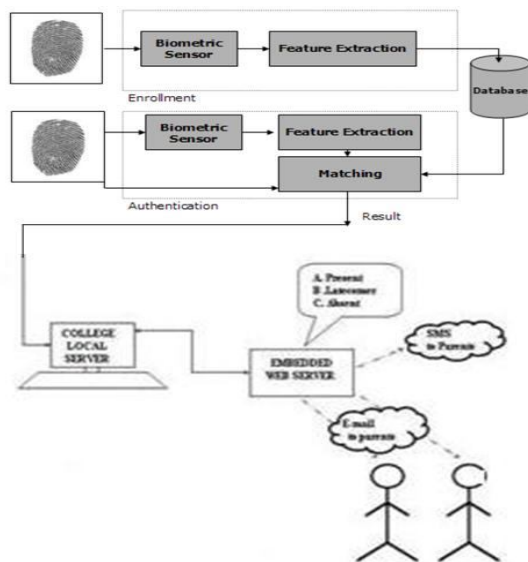 Biometric
Sensor
Feature Extraction
Database
Enrollment
Biometric
Sensor
Feature Extraction
Matching
Authentication
Result
A. Present
B. Latecomer
C. Absent
COLLEGE
LOCAL
SERVER
EMBEDDED
WEB SERVER
SMS
to Parents
E-mail
to parents